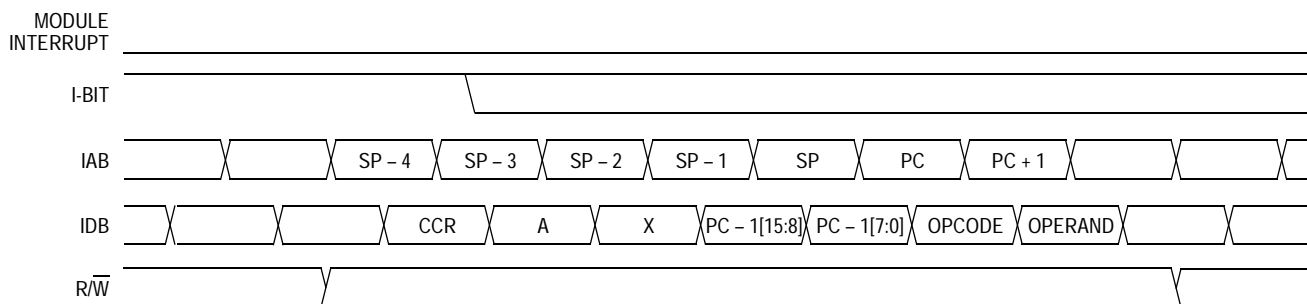 MODULE
INTERRUPT
I-BIT
IAB SP – 4 SP – 3 SP – 2 SP – 1 SP PC PC + 1
IDB CCR A X PC – 1[15:8] PC – 1[7:0] OPCODE OPERAND
R/W̅